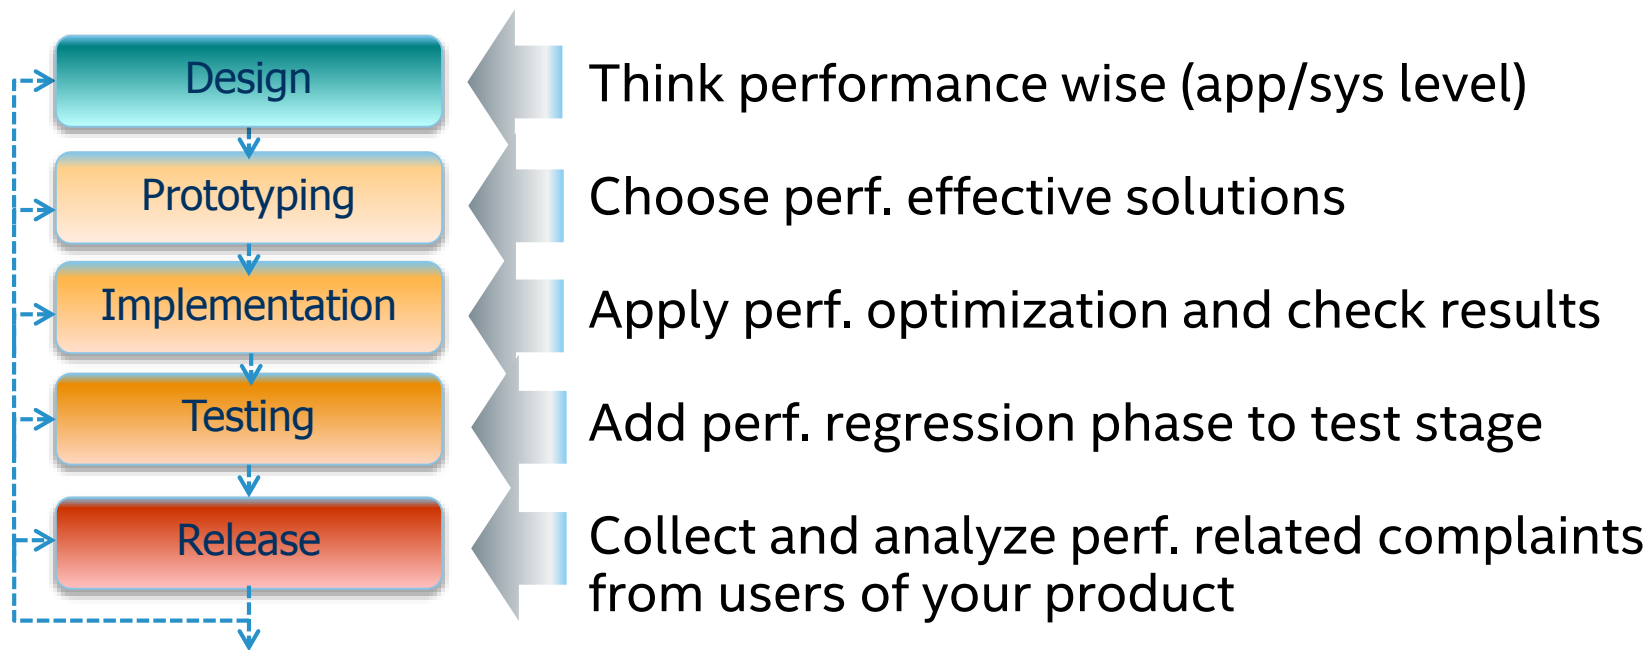 Design
Think performance wise (app/sys level)
Prototyping
Choose perf. effective solutions
Implementation
Apply perf. optimization and check results
Testing
Add perf. regression phase to test stage
Release
Collect and analyze perf. related complaints
from users of your product